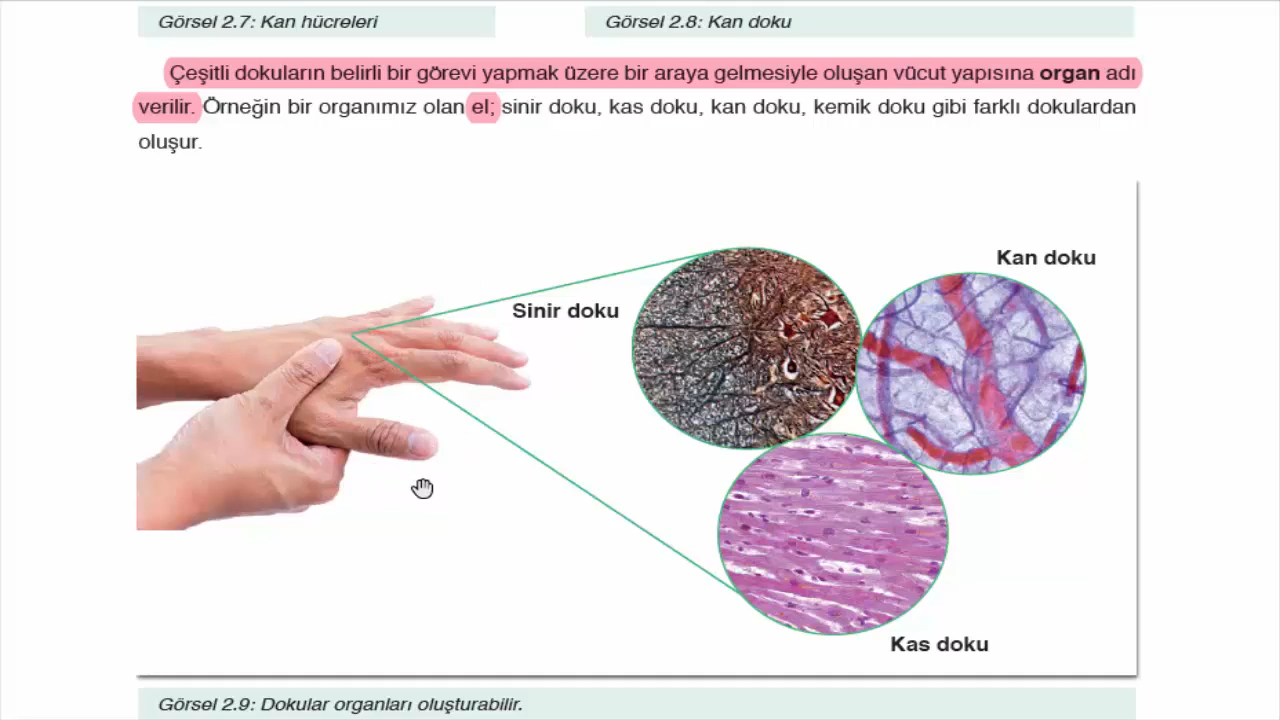 Görsel 2.7: Kan hücreleri
Görsel 2.8: Kan doku
Çeşitli dokuların belirli bir görevi yapmak üzere bir araya gelmesiyle oluşan vücut yapısına organ adı
verilir. Örneğin bir organımız olan el; sinir doku, kas doku, kan doku, kemik doku gibi farklı dokulardan
oluşur.
Kan doku
Sinir doku
Kas doku
Görsel 2.9: Dokular organları oluşturabilir.